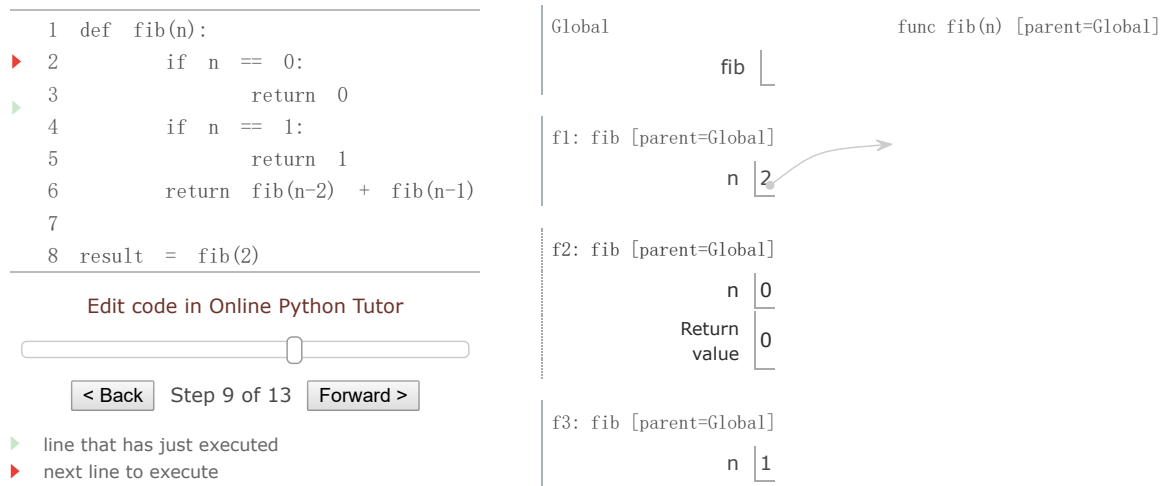 1 def fib(n):
2 if n == 0:
3 return 0
4 if n == 1:
5 return 1
6 return fib(n-2) + fib(n-1)
7
8 result = fib(2)
Edit code in Online Python Tutor
< Back Step 9 of 13 Forward >
line that has just executed
next line to execute
Global
fib
func fib(n) [parent=Global]
f1: fib [parent=Global]
n 2
f2: fib [parent=Global]
n 0
Return
value 0
f3: fib [parent=Global]
n 1